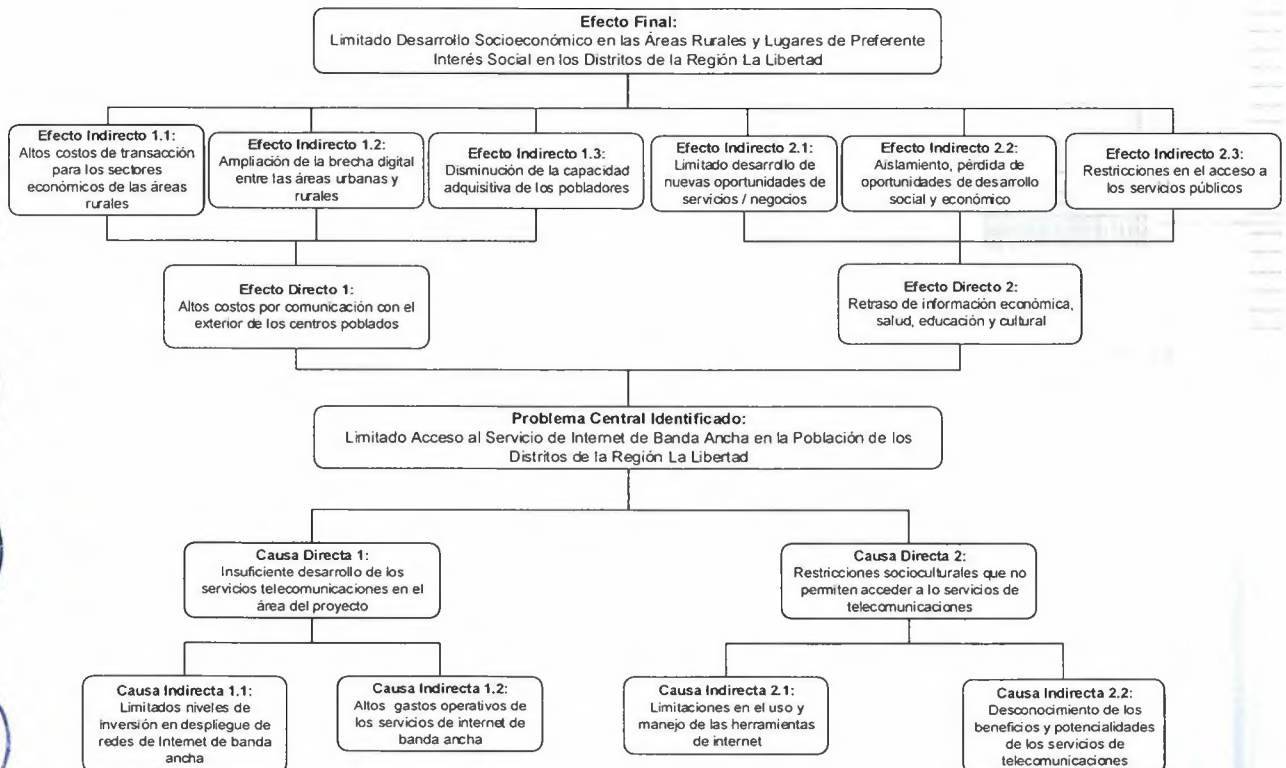 Efecto Final:
Limitado Desarrollo Socioeconómico en las Áreas Rurales y Lugares de Preferente
Interés Social en los Distritos de la Región La Libertad
Efecto Indirecto 1.1:
Altos costos de transacción
para los sectores
económicos de las áreas
rurales
Efecto Indirecto 1.2:
Ampliación de la brecha digital
entre las áreas urbanas y
rurales
Efecto Indirecto 1.3:
Disminución de la capacidad
adquisitiva de los pobladores
Efecto Indirecto 2.1:
Limitado desarrollo de
nuevas oportunidades de
servicios / negocios
Efecto Indirecto 2.2:
Aislamiento, pérdida de
oportunidades de desarrollo
social y económico
Efecto Indirecto 2.3:
Restricciones en el acceso a
los servicios públicos
Efecto Directo 1:
Altos costos por comunicación con el
exterior de los centros poblados
Efecto Directo 2:
Retraso de información económica,
salud, educación y cultural
Problema Central Identificado:
Limitado Acceso al Servicio de Internet de Banda Ancha en la Población de los
Distritos de la Región La Libertad
Causa Directa 1:
Insuficiente desarrollo de los
servicios telecomunicaciones en el
área del proyecto
Causa Directa 2:
Restricciones socioculturales que no
permiten acceder a lo servicios de
telecomunicaciones
Causa Indirecta 1.1:
Limitados niveles de
inversión en despliegue de
redes de Internet de banda
ancha
Causa Indirecta 1.2:
Altos gastos operativos de
los servicios de internet de
banda ancha
Causa Indirecta 2.1:
Limitaciones en el uso y
manejo de las herramientas
de internet
Causa Indirecta 2.2:
Desconocimiento de los
beneficios y potencialidades
de los servicios de
telecomunicaciones